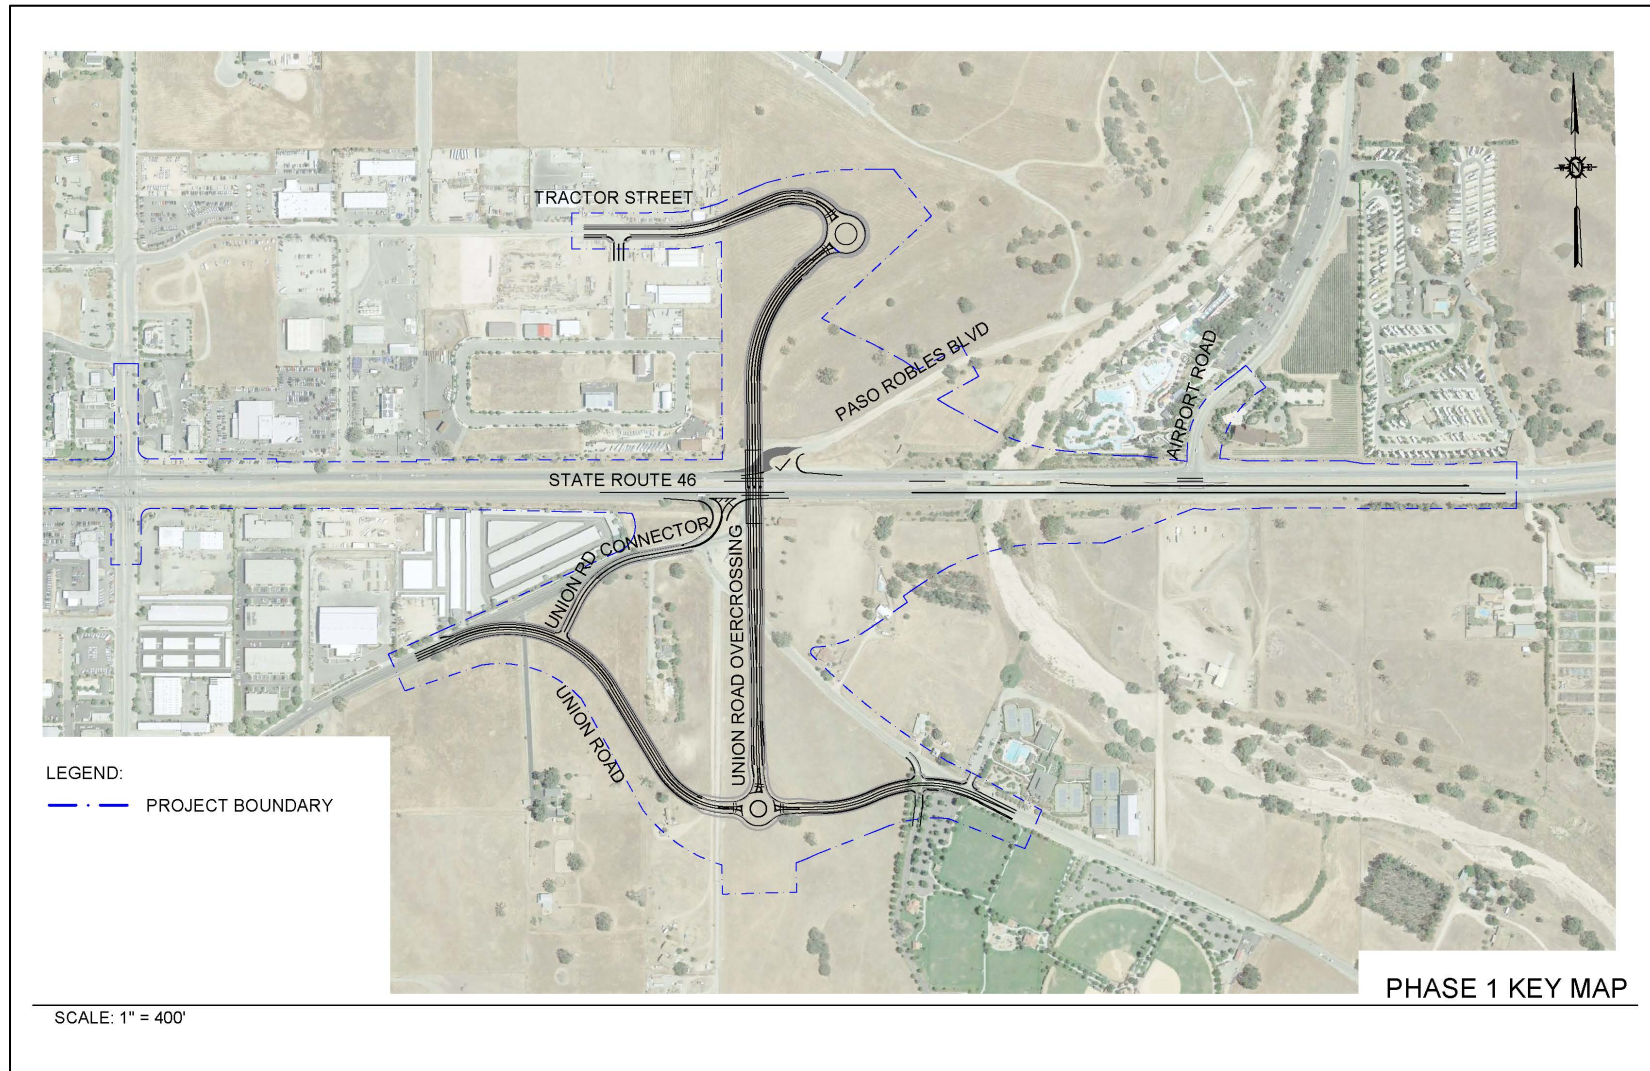 TRACTOR STREET
N
PASO ROBLES BLVD
AIRPORT ROAD
STATE ROUTE 46
UNION RD CONNECTOR
UNION ROAD OVERCROSSING
UNION ROAD
LEGEND:
PROJECT BOUNDARY
PHASE 1 KEY MAP
SCALE: 1" = 400'